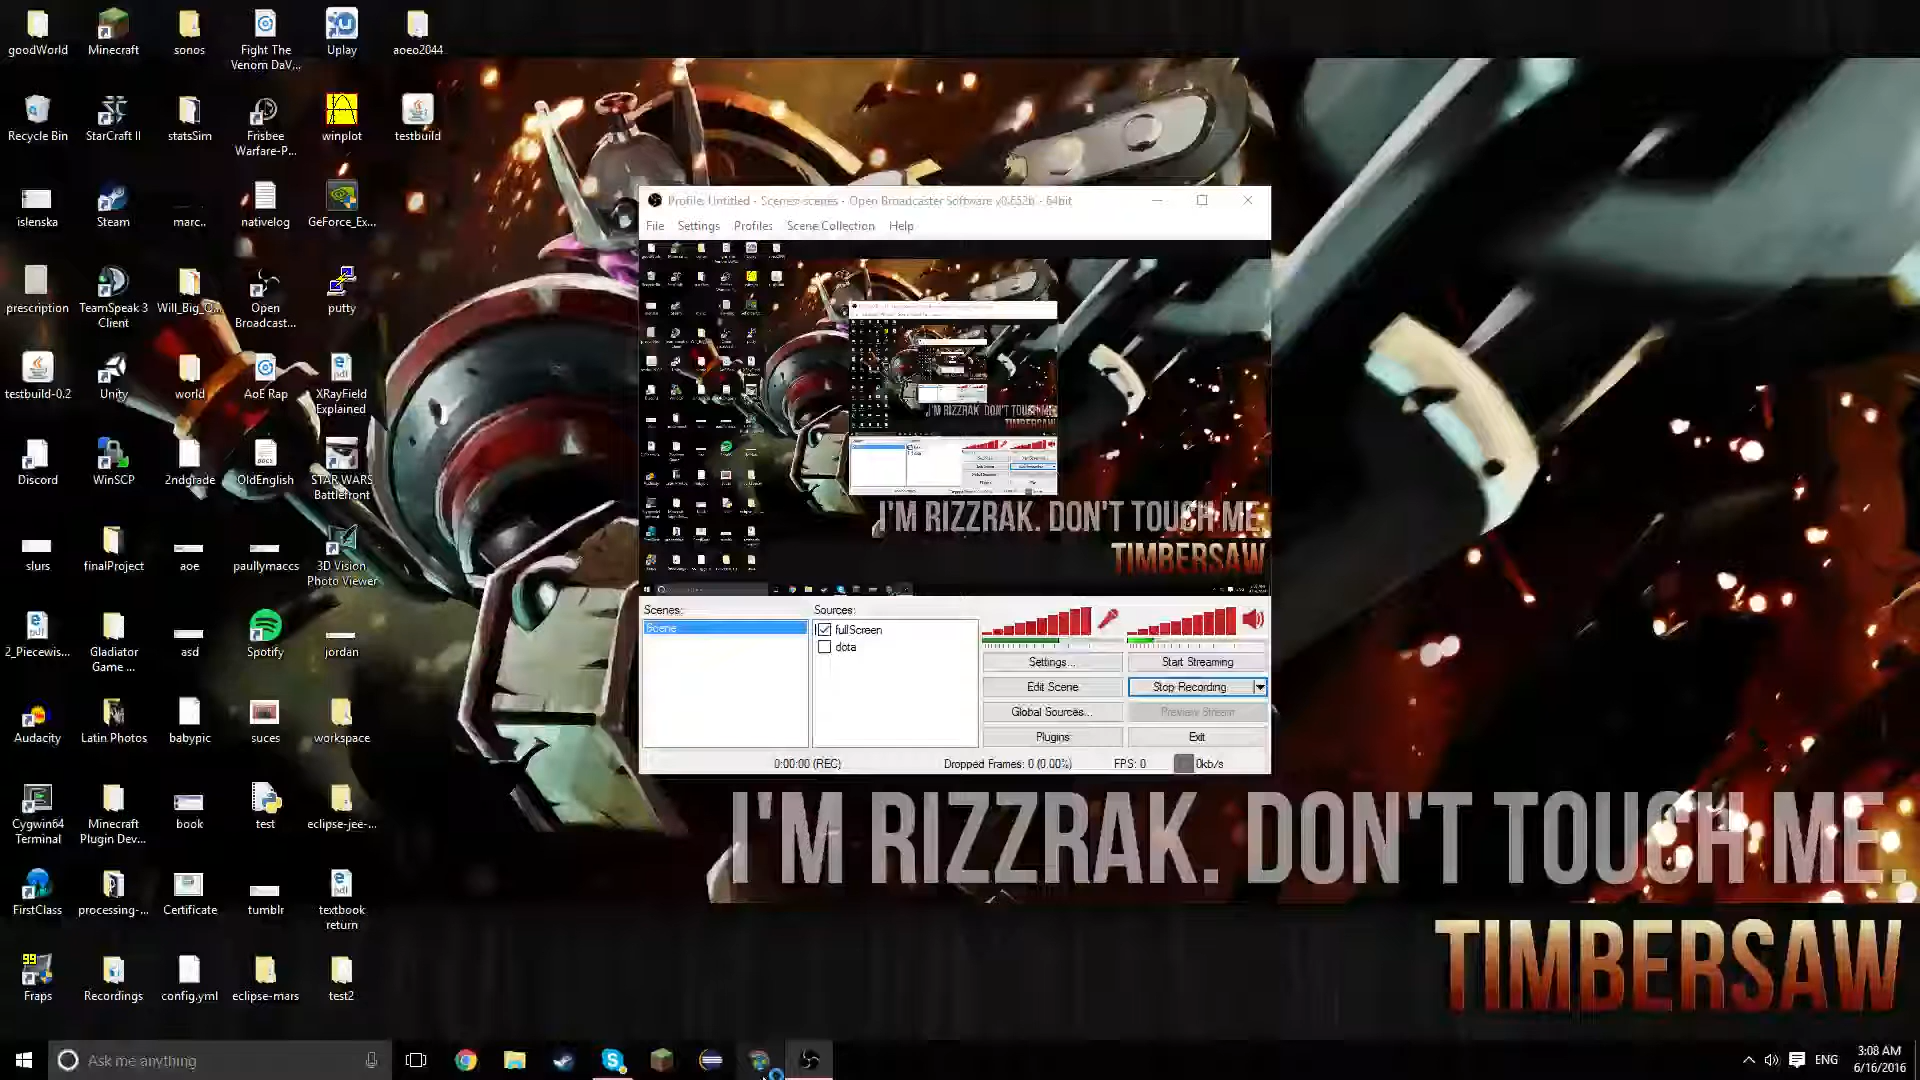 goodWorld
Minecraft
sonos
Fight The
Venom DaV...
Uplay
aoeo2044
Recycle Bin
StarCraft II
statsSim
Frisbee
Warfare-P...
winplot
testbuild
islenska
Steam
marc..
nativelog
GeForce_Ex...
prescription
TeamSpeak 3
Client
Will_Big_Q...
Open
Broadcast...
putty
testbuild-0.2
Unity
world
AoE Rap
XRayField
Explained
Discord
WinSCP
2ndgrade
OldEnglish
STAR WARS
Battlefront
slurs
finalProject
aoe
paullymaccs
3D Vision
Photo Viewer
2_Piecewis...
Gladiator
Game ...
asd
Spotify
jordan
Audacity
Latin Photos
babypic
suces
workspace
Cygwin64
Terminal
Minecraft
Plugin Dev...
book
test
eclipse-jee-...
FirstClass
processing-...
Certificate
tumblr
textbook
return
99
Fraps
Recordings
config.yml
eclipse-mars
test2
Profile: Untitled - Scenes: scenes - Open Broadcaster Software v0.652b - 64bit
File Settings Profiles Scene Collection Help
I'M RIZZRAK. DON'T TOUCH ME
I'M RIZZRAK. DON'T TOUCH ME.
TIMBERSAW
Scenes:
Scene
Sources:
fullScreen
dota
Settings...
Start Streaming
Edit Scene
Stop Recording
Global Sources...
Preview Stream
Plugins
Exit
0:00:00 (REC)
Dropped Frames: 0 (0.00%)
FPS: 0
0kb/s
I'M RIZZRAK. DON'T TOUCH ME.
TIMBERSAW
Ask me anything
ENG
3:08 AM
6/16/2016